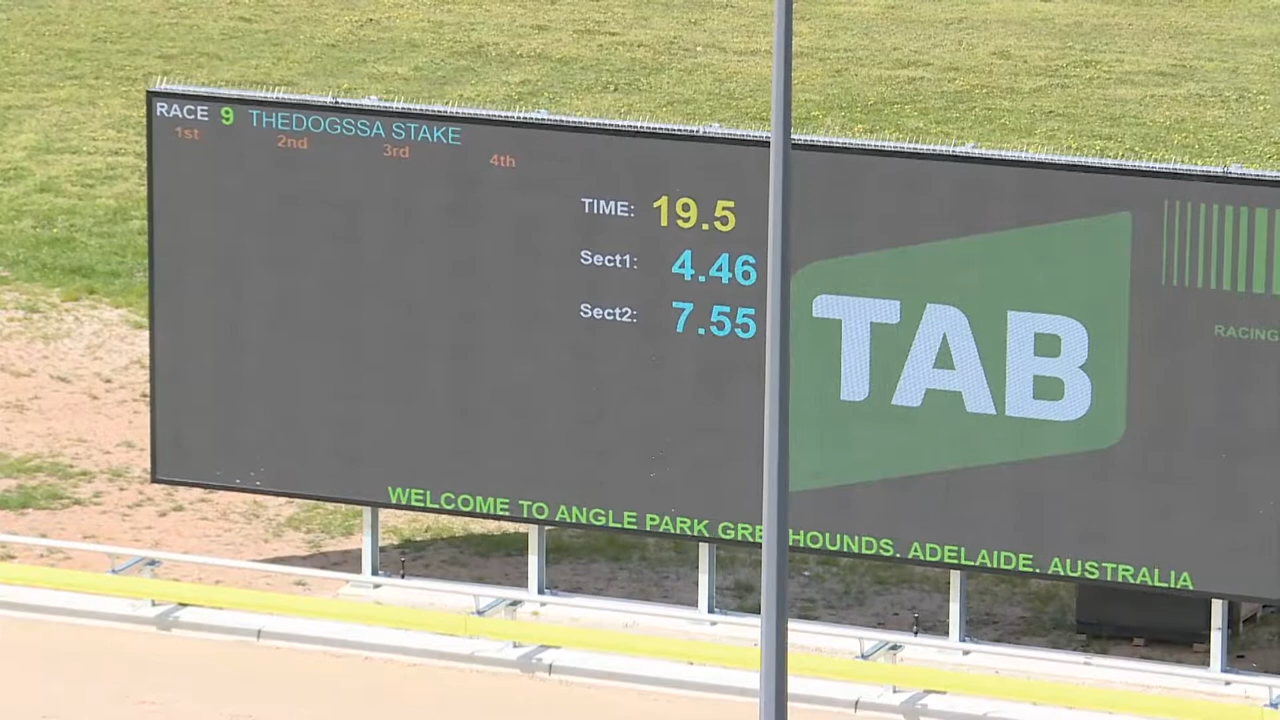 RACE 9 THEDOGSSA STAKE
1st 2nd 3rd 4th
TIME: 19.5
Sect1: 4.46
Sect2: 7.55
TAB
RACING
WELCOME TO ANGLE PARK GRE HOUNDS. ADELAIDE. AUSTRALIA